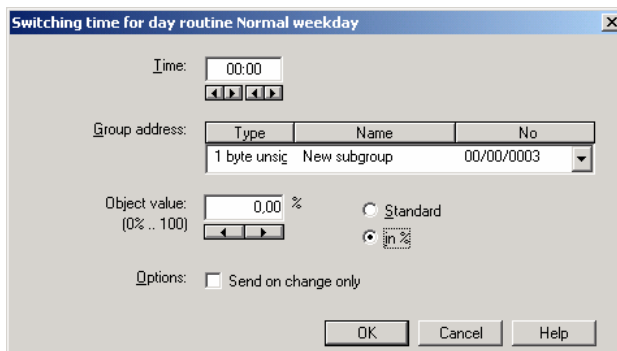 Switching time for day routine Normal weekday
Time: 00:00
Group address: Type Name No
1 byte unsig New subgroup 00/00/0003
Object value: 0,00 % Standard
(0% .. 100) in %
Options: Send on change only
OK Cancel Help